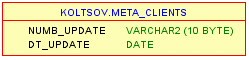 KOLTSOV.META_CLIENTS
NUMB_UPDATE VARCHAR2 (10 BYTE)
DT_UPDATE DATE